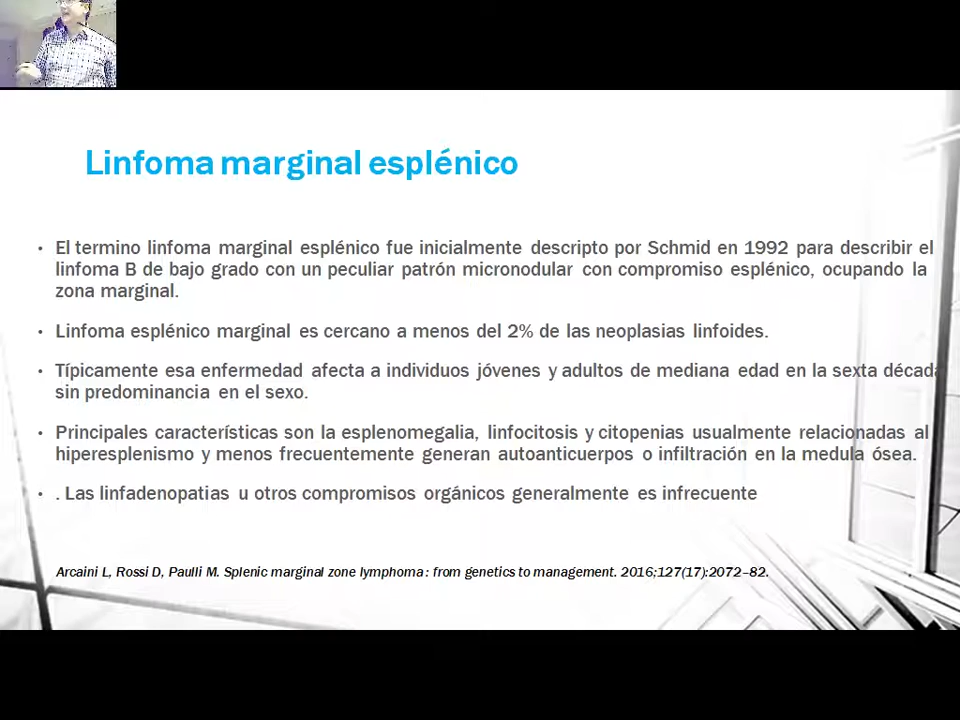 Linfoma marginal esplénico
• El termino linfoma marginal esplénico fue inicialmente descripto por Schmid en 1992 para describir el
linfoma B de bajo grado con un peculiar patrón micronodular con compromiso esplénico, ocupando la
zona marginal.
• Linfoma esplénico marginal es cercano a menos del 2% de las neoplasias linfoides.
• Típicamente esa enfermedad afecta a individuos jóvenes y adultos de mediana edad en la sexta década
sin predominancia en el sexo.
• Principales características son la esplenomegalia, linfocitosis y citopenias usualmente relacionadas al
hiperesplenismo y menos frecuentemente generan autoanticuerpos o infiltración en la medula ósea.
• . Las linfadenopatias u otros compromisos orgánicos generalmente es infrecuente
Arcaini L, Rossi D, Paulli M. Splenic marginal zone lymphoma : from genetics to management. 2016;127(17):2072–82.